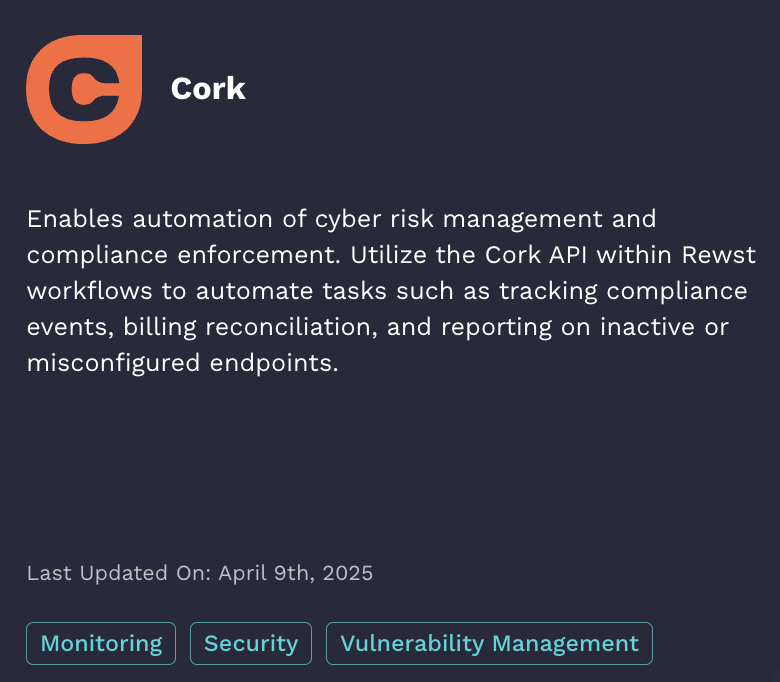 Cork
Enables automation of cyber risk management and
compliance enforcement. Utilize the Cork API within Rewst
workflows to automate tasks such as tracking compliance
events, billing reconciliation, and reporting on inactive or
misconfigured endpoints.
Last Updated On: April 9th, 2025
Monitoring Security Vulnerability Management